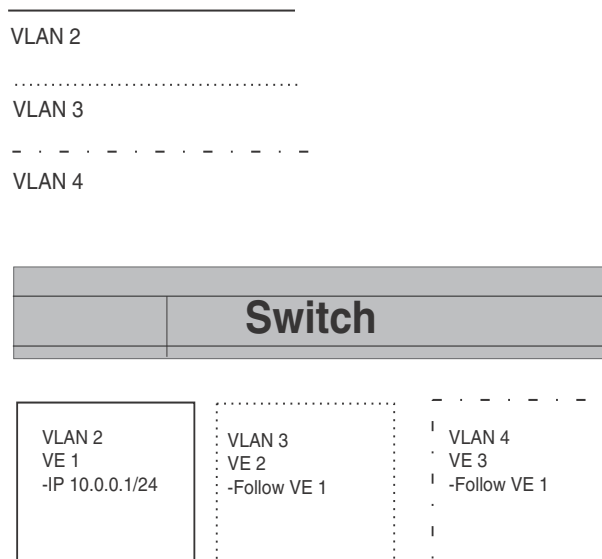 VLAN 2
VLAN 3
VLAN 4
Switch
VLAN 2
VE 1
-IP 10.0.0.1/24
VLAN 3
VE 2
-Follow VE 1
VLAN 4
VE 3
-Follow VE 1